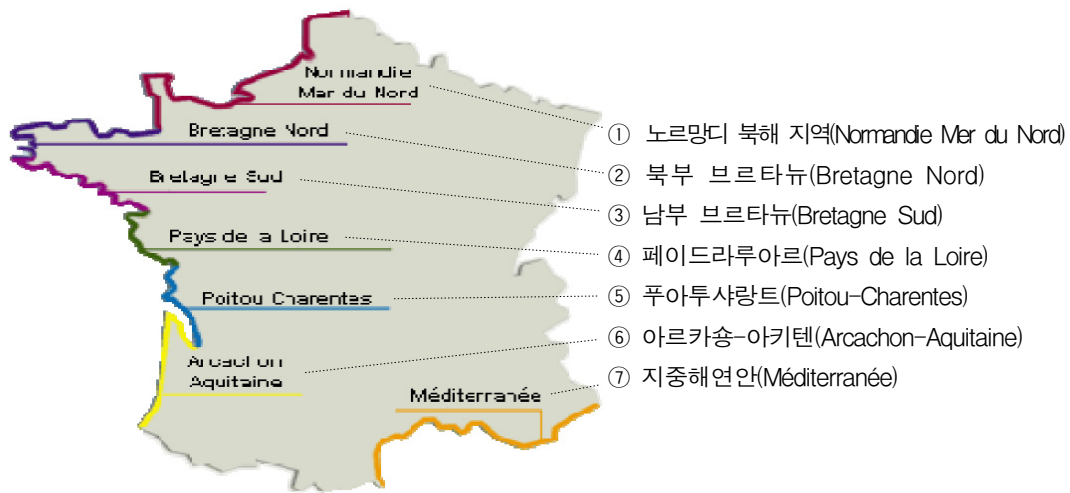 Normandie
Mar du Nord
Bretagne Nord
Bretagne Sud
Pays de la Loire
Poitou Charentes
Arcachon
Aquitaine
Méditerranée
① 노르망디 북해 지역(Normandie Mer du Nord)
② 북부 브르타뉴(Bretagne Nord)
③ 남부 브르타뉴(Bretagne Sud)
④ 페이드라루아르(Pays de la Loire)
⑤ 푸아투샤랑트(Poitou-Charentes)
⑥ 아르카숑-아키텐(Arcachon-Aquitaine)
⑦ 지중해연안(Méditerranée)